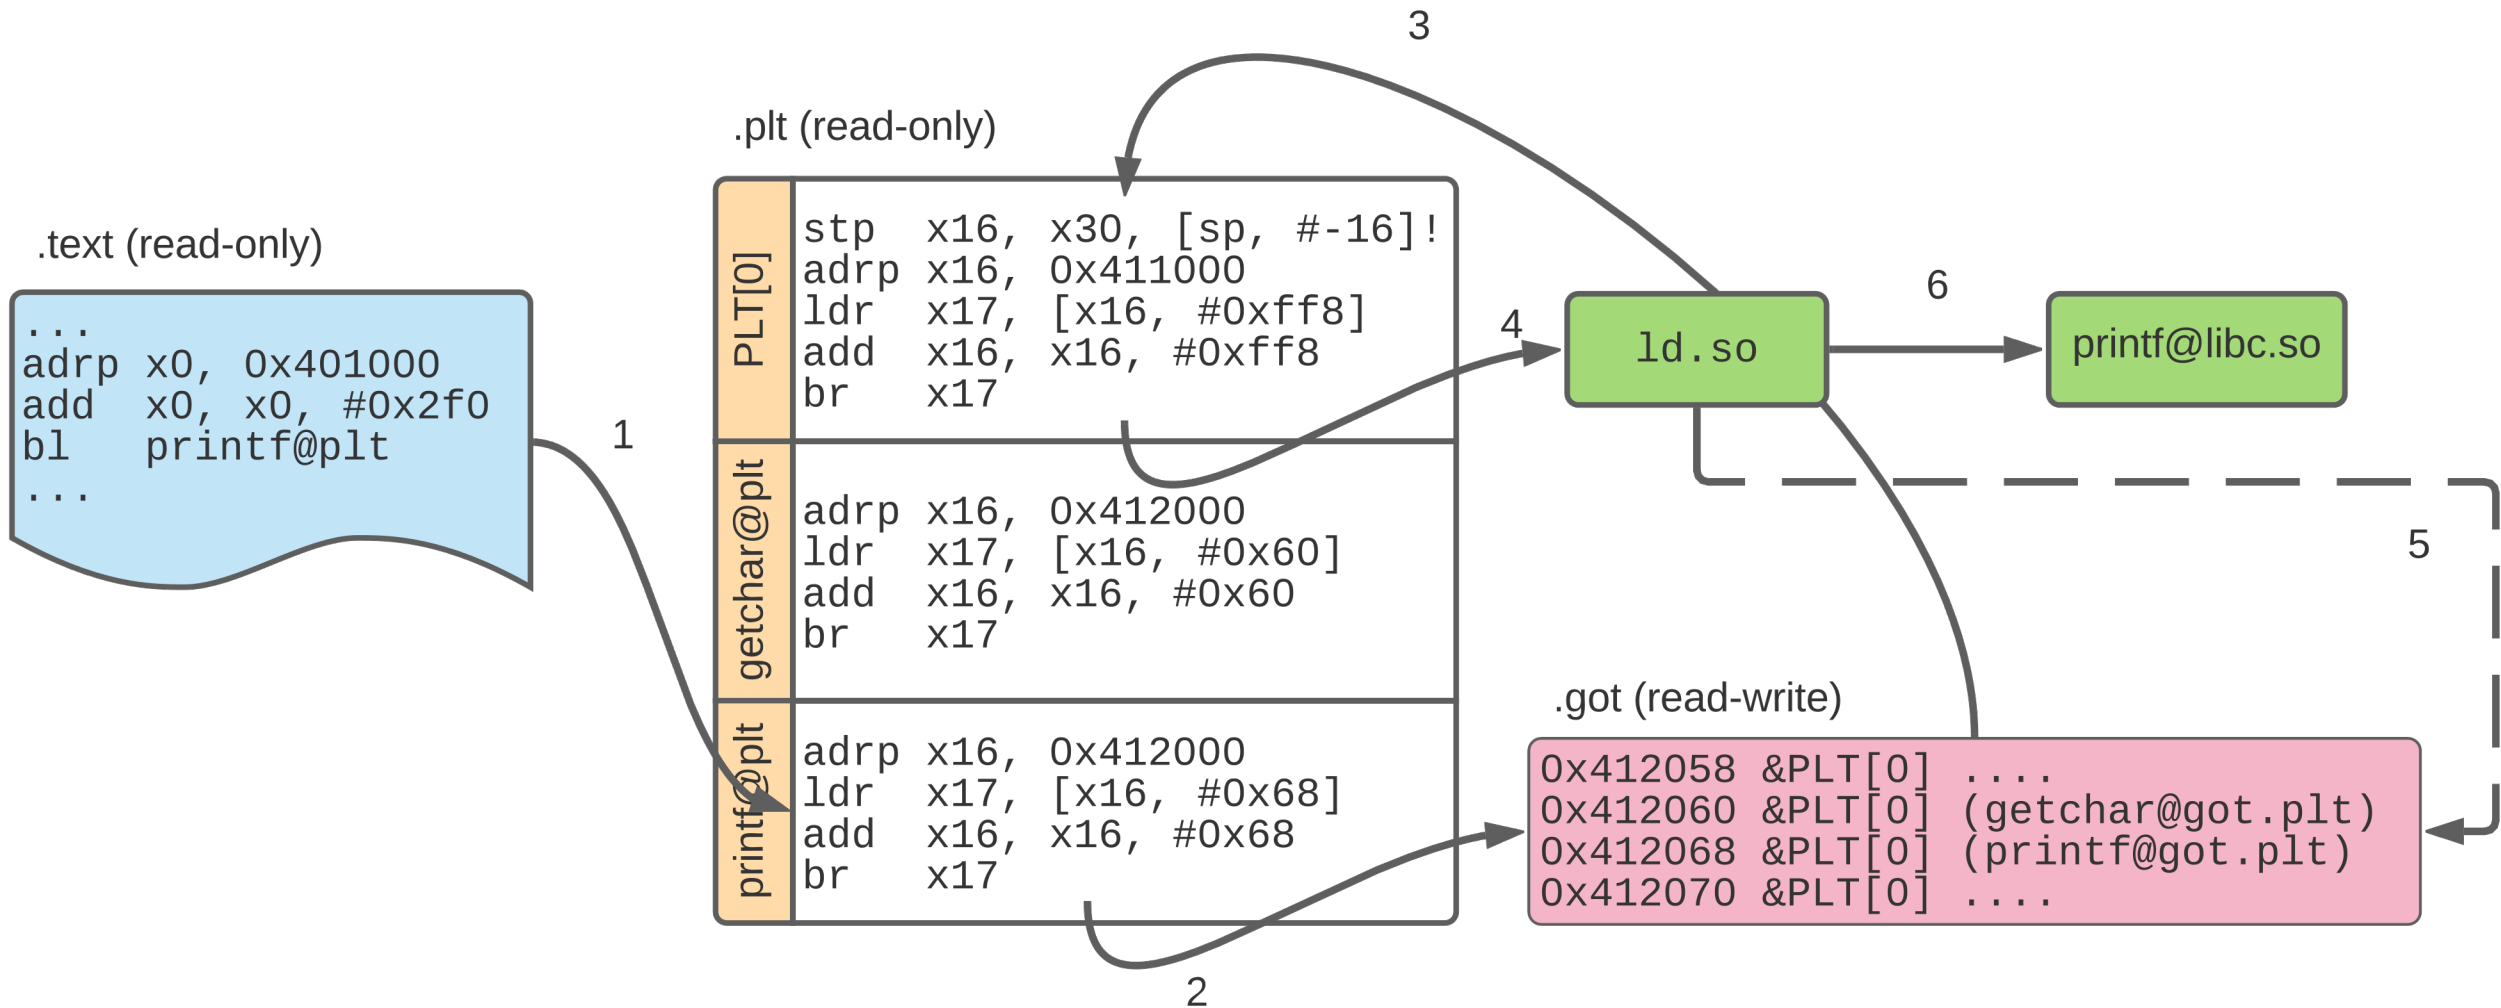 3
.plt (read-only)
PLT[0]
stp x16, x30, [sp, #-16]!
adrp x16, 0x411000
ldr x17, [x16, #0xff8]
add x16, x16, #0xff8
br x17
getchar@plt
adrp x16, 0x412000
ldr x17, [x16, #0x60]
add x16, x16, #0x60
br x17
printf@plt
adrp x16, 0x412000
ldr x17, [x16, #0x68]
add x16, x16, #0x68
br x17
.text (read-only)
...
adrp x0, 0x401000
add x0, x0, #0x2f0
bl printf@plt
...
1
4
ld.so
6
printf@libc.so
5
.got (read-write)
0x412058 &PLT[0] ....
0x412060 &PLT[0] (getchar@got.plt)
0x412068 &PLT[0] (printf@got.plt)
0x412070 &PLT[0] ....
2